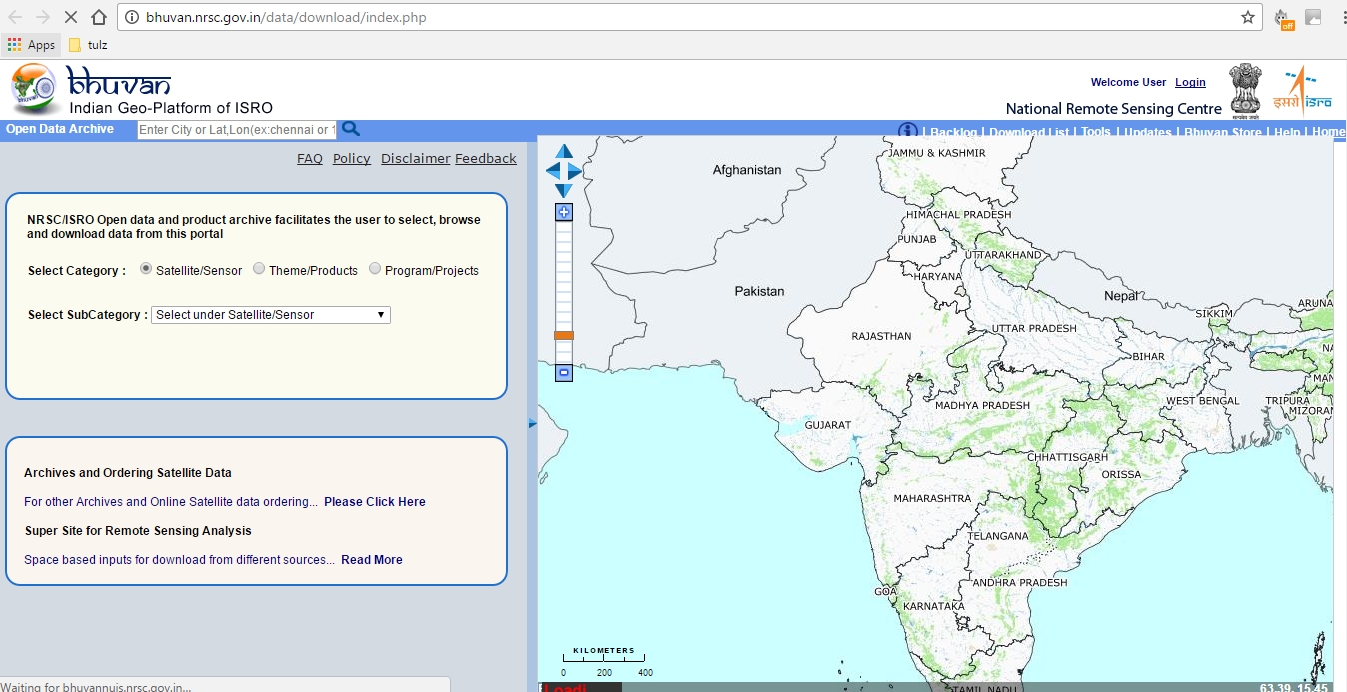 bhuvan.nrsc.gov.in/data/download/index.php
off
Apps
tulz
bhuvan
Indian Geo-Platform of ISRO
Welcome User Login
National Remote Sensing Centre
सत्यमेव जयते
इसरो isro
Open Data Archive
Enter City or Lat,Lon(ex:chennai or 1
| Backlog | Download List | Tools | Updates | Bhuvan Store | Help | Home
FAQ Policy Disclaimer Feedback
NRSC/ISRO Open data and product archive facilitates the user to select, browse
and download data from this portal
Select Category : Satellite/Sensor Theme/Products Program/Projects
Select SubCategory : Select under Satellite/Sensor
Archives and Ordering Satellite Data
For other Archives and Online Satellite data ordering... Please Click Here
Super Site for Remote Sensing Analysis
Space based inputs for download from different sources... Read More
Waiting for bhuvannuis.nrsc.gov.in...
JAMMU & KASHMIR
Afghanistan
HIMACHAL PRADESH
PUNJAB
UTTARAKHAND
HARYANA
Pakistan
Nepal
ARUNA
SIKKIM
RAJASTHAN
UTTAR PRADESH
NA
BIHAR
MAN
WEST BENGAL
TRIPURA
MIZORAM
MADHYA PRADESH
GUJARAT
CHHATTISGARH
ORISSA
MAHARASHTRA
TELANGANA
ANDHRA PRADESH
GOA
KARNATAKA
KILOMETERS
0 200 400
TAMIL NADU
Loadi
63.39, 15.45